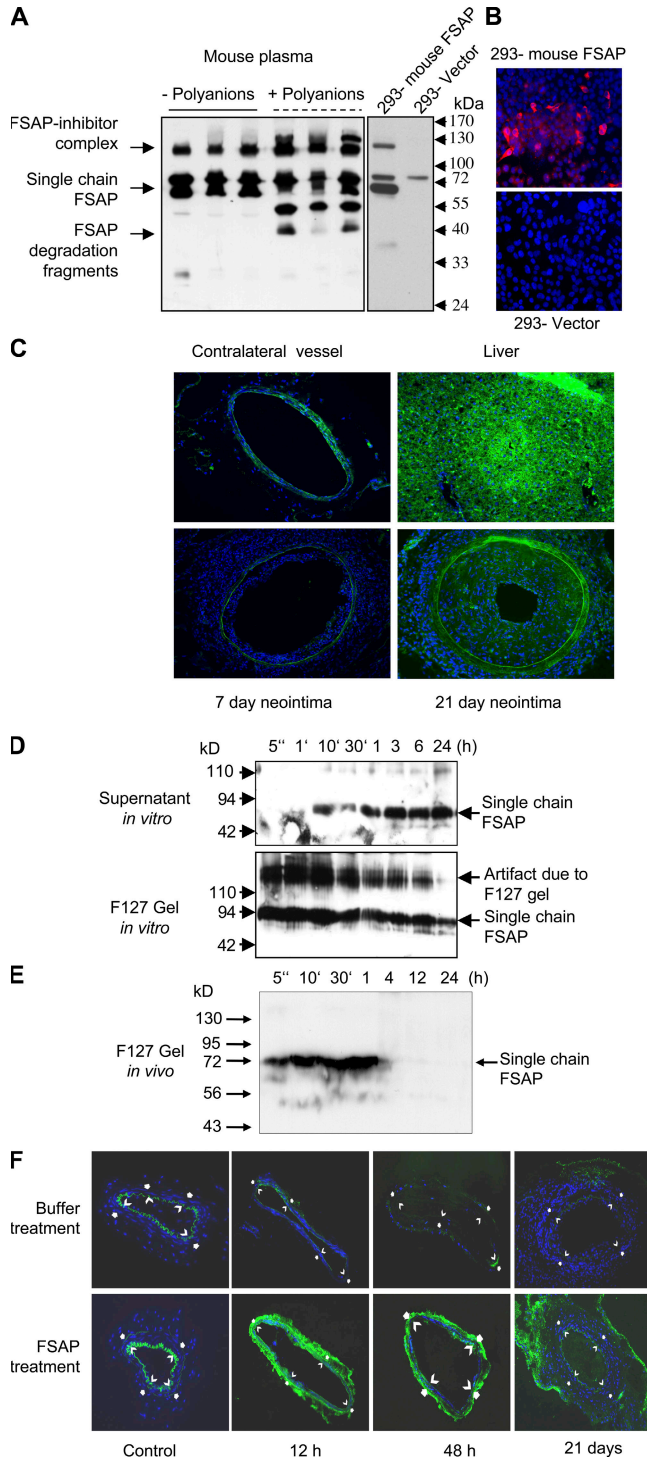 A
Mouse plasma
- Polyanions
+ Polyanions
293- mouse FSAP
293- Vector
kDa
FSAP-inhibitor
complex
Single chain
FSAP
FSAP
degradation
fragments
170
130
100
72
55
40
33
24
B
293- mouse FSAP
293- Vector
C
Contralateral vessel
Liver
7 day neointima
21 day neointima
D
kD
5‘‘ 1‘ 10‘ 30‘ 1 3 6 24 (h)
110
94
42
Supernatant
in vitro
Single chain
FSAP
110
94
42
F127 Gel
in vitro
Artifact due to
F127 gel
Single chain
FSAP
E
kD
5‘‘ 10‘ 30‘ 1 4 12 24 (h)
130
95
72
56
43
F127 Gel
in vivo
Single chain
FSAP
F
Buffer
treatment
FSAP
treatment
Control
12 h
48 h
21 days